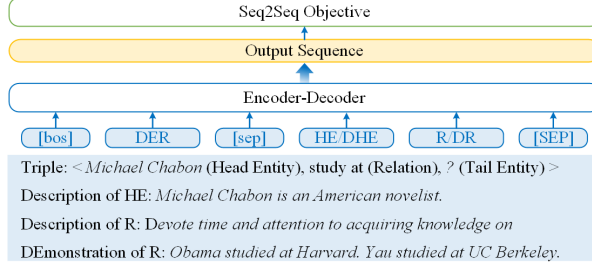 Seq2Seq Objective
Output Sequence
Encoder-Decoder
[bos] DER [sep] HE/DHE R/DR [SEP]
Triple: < Michael Chabon (Head Entity), study at (Relation), ? (Tail Entity) >
Description of HE: Michael Chabon is an American novelist.
Description of R: Devote time and attention to acquiring knowledge on
DEmonstration of R: Obama studied at Harvard. Yau studied at UC Berkeley.